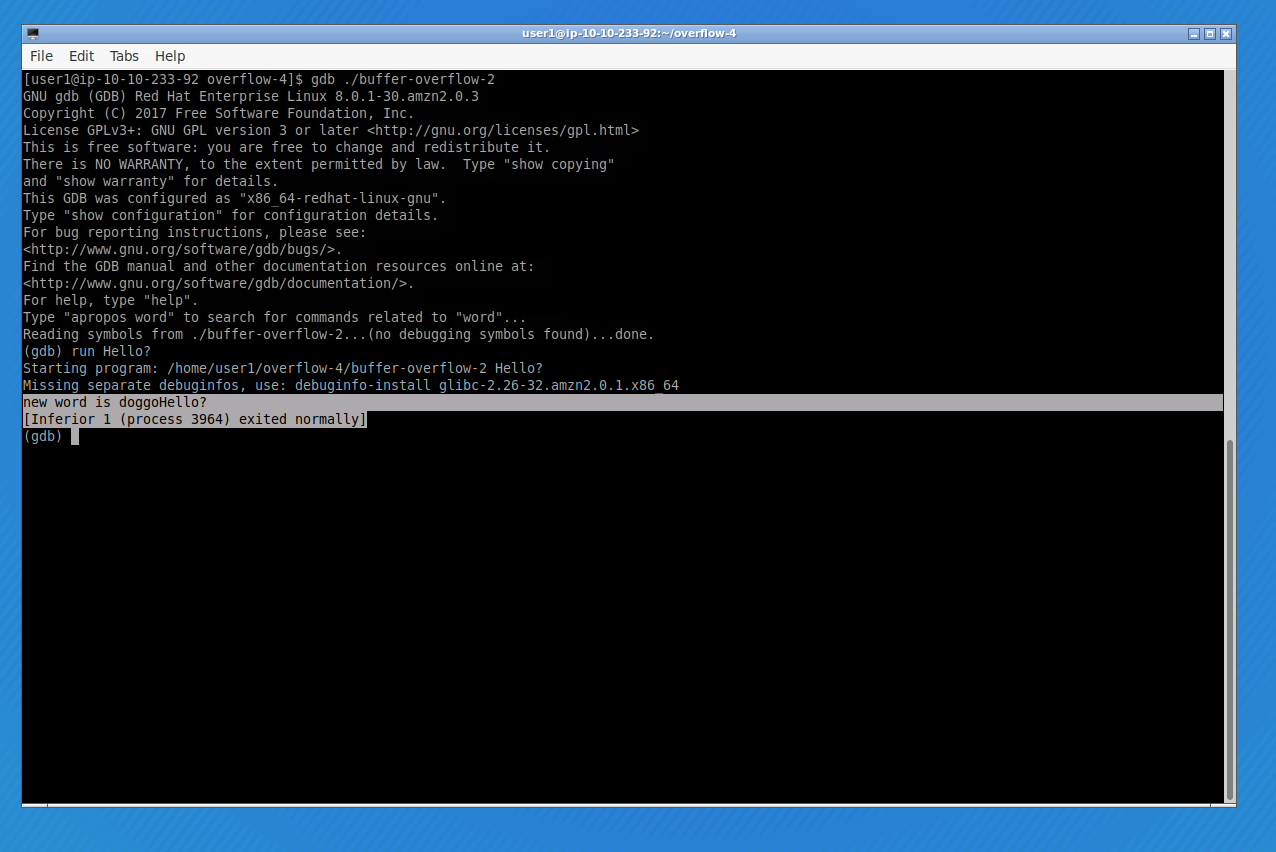 user1@ip-10-10-233-92:~/overflow-4
File Edit Tabs Help
[user1@ip-10-10-233-92 overflow-4]$ gdb ./buffer-overflow-2
GNU gdb (GDB) Red Hat Enterprise Linux 8.0.1-30.amzn2.0.3
Copyright (C) 2017 Free Software Foundation, Inc.
License GPLv3+: GNU GPL version 3 or later <http://gnu.org/licenses/gpl.html>
This is free software: you are free to change and redistribute it.
There is NO WARRANTY, to the extent permitted by law.  Type "show copying"
and "show warranty" for details.
This GDB was configured as "x86_64-redhat-linux-gnu".
Type "show configuration" for configuration details.
For bug reporting instructions, please see:
<http://www.gnu.org/software/gdb/bugs/>.
Find the GDB manual and other documentation resources online at:
<http://www.gnu.org/software/gdb/documentation/>.
For help, type "help".
Type "apropos word" to search for commands related to "word"...
Reading symbols from ./buffer-overflow-2...(no debugging symbols found)...done.
(gdb) run Hello?
Starting program: /home/user1/overflow-4/buffer-overflow-2 Hello?
Missing separate debuginfos, use: debuginfo-install glibc-2.26-32.amzn2.0.1.x86_64
new word is doggoHello?
[Inferior 1 (process 3964) exited normally]
(gdb)